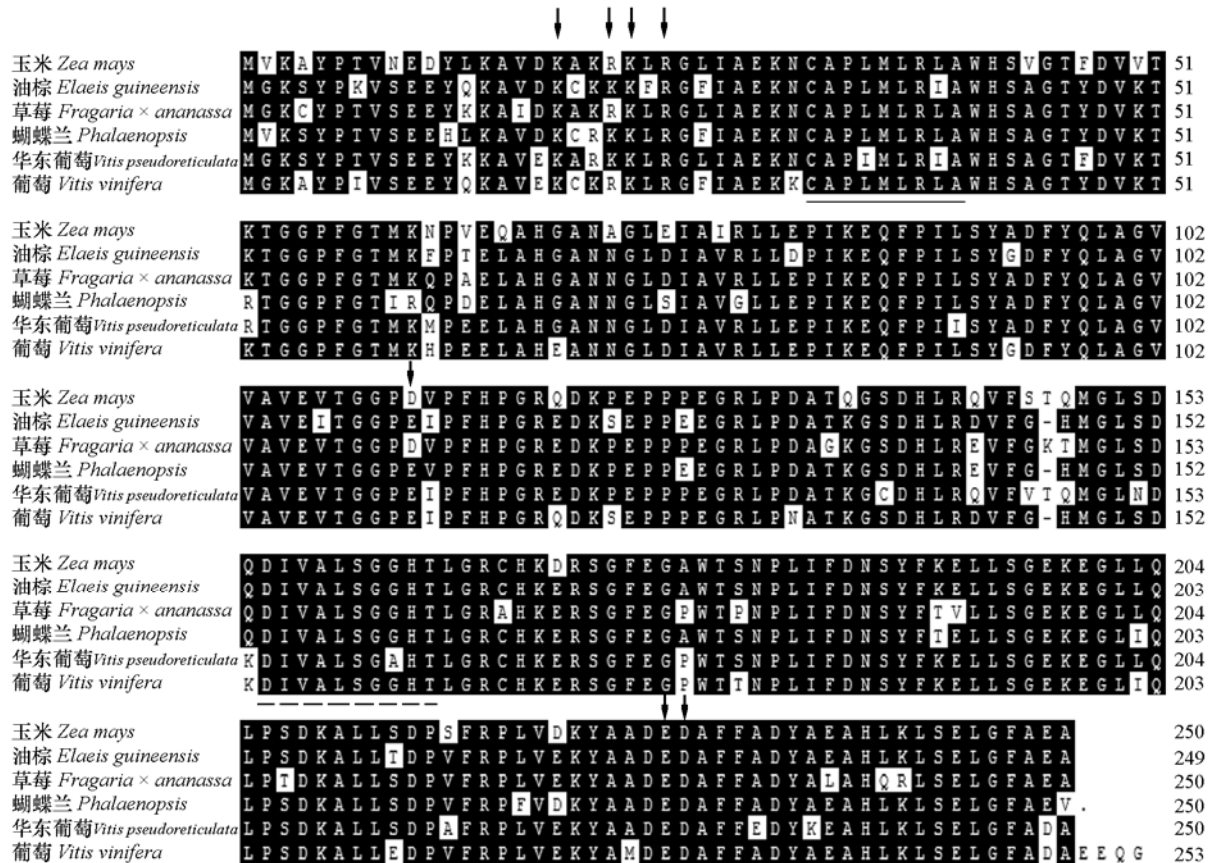 玉米 Zea mays MVKAYPTVNEDYLKAVDKAKRKLRGLIAEKNCAPLMLRLAWHSVGTFDVVT 51
油棕 Elaeis guineensis MGKSYPKVSEEYQKAVDKCKKKFRGFIAEKNCAPLMLRIAWHSAGTYDVKT 51
草莓 Fragaria × ananassa MGKCYPTVSEEYKKAIDKAKRKLRGLIAEKNCAPLMLRLAWHSAGTYDVKT 51
蝴蝶兰 Phalaenopsis MVKSYPTVSEEHLKAVDKCRKKLRGFIAEKNCAPLMLRLAWHSAGTYDVKT 51
华东葡萄 Vitis pseudoreticulata MGKSYPTVSEEYKKAVEKARKKLRGLIAEKNCAPIMLRIAWHSAGTFDVKT 51
葡萄 Vitis vinifera MGKAYPIVSEEYQKAVEKCKRKLRGFIAEKKCAPLMLRLAWHSAGTYDVKT 51
玉米 Zea mays KTGGPFGTMKNPVEQAHGANAGLEIAIRLLEPIKEQFPILSYADFYQLAGV 102
油棕 Elaeis guineensis KTGGPFGTMKFPTELAHGANNGLDIAVRLLDPIKEQFPILSYGDFYQLAGV 102
草莓 Fragaria × ananassa KTGGPFGTMKQPAELAHGANNGLDIAVRLLEPIKEQFPILSYADFYQLAGV 102
蝴蝶兰 Phalaenopsis RTGGPFGTIRQPDELAHGANNGLSIAVGLLEPIKEQFPILSYADFYQLAGV 102
华东葡萄 Vitis pseudoreticulata RTGGPFGTMKMPEELAHGANNGLDIAVRLLEPIKEQFPIISYADFYQLAGV 102
葡萄 Vitis vinifera KTGGPFGTMKHPEELAHEANNGLDIAVRLLEPIKEQFPILSYGDFYQLAGV 102
玉米 Zea mays VAVEVTGGPDVPFHPGRQDKPEPPPEGRLPDATQGSDHLRQVFSTQMGLSD 153
油棕 Elaeis guineensis VAVEITGGPEIPFHPGREDKSEPPEEGRLPDATKGSDHLRDVFG-HMGLSD 152
草莓 Fragaria × ananassa VAVEVTGGPDVPFHPGREDKPEPPPEGRLPDATGKSDHLREVFGKTMGLSD 153
蝴蝶兰 Phalaenopsis VAVEVTGGPEVPFHPGREDKPEPPEEGRLPDATKGSDHLREVFG-HMGLSD 152
华东葡萄 Vitis pseudoreticulata VAVEVTGGPEIPFHPGREDKPEPPPEGRLPDATKGCDHLRQVFVTQMGLND 153
葡萄 Vitis vinifera VAVEVTGGPEIPFHPGRQDKSEPPPEGRLPNATKGSDHLRDVFG-HMGLSD 152
玉米 Zea mays QDIVALSGGHTLGRCHKDRSGFEGAWTSNPLIFDNSYFKELLSGEKEGLLQ 204
油棕 Elaeis guineensis QDIVALSGGHTLGRCHKERSGFEGAWTSNPLIFDNSYFKELLSGEKEGLLQ 203
草莓 Fragaria × ananassa QDIVALSGGHTLGRAHKERSGFEGPWTPNPLIFDNSYFTVLLSGEKEGLLQ 204
蝴蝶兰 Phalaenopsis QDIVALSGGHTLGRCHKERSGFEGAWTSNPLIFDNSYFTELLSGEKEGLIQ 203
华东葡萄 Vitis pseudoreticulata KDIVALSGAHTLGRCHKERSGFEGPWTSNPLIFDNSYFKELLSGEKEGLLQ 204
葡萄 Vitis vinifera KDIVALSGGHTLGRCHKERSGFEGPWTTNPLIFDNSYFKELLSGEKEGLIQ 203
玉米 Zea mays LPSDKALLSDPSFRPLVDKYAADEDAFFADYAEAHLKLSELGFAEA 250
油棕 Elaeis guineensis LPSDKALLTDPVFRPLVEKYAADEDAFFADYAEAHLKLSELGFAEA 249
草莓 Fragaria × ananassa LPTDKALLSDPVFRPLVEKYAADEDAFFADYALAHQRLSELGFAEA 250
蝴蝶兰 Phalaenopsis LPSDKALLSDPVFRPFVDKYAADEDAFFADYAEAHLKLSELGFAEV. 250
华东葡萄 Vitis pseudoreticulata LPSDKALLSDPAFRPLVEKYAADEDAFFEDYKEAHLKLSELGFADA 250
葡萄 Vitis vinifera LPSDKALLEDPVFRPLVEKYAMDEDAFFADYAEAHLKLSELGFADAEEQG 253